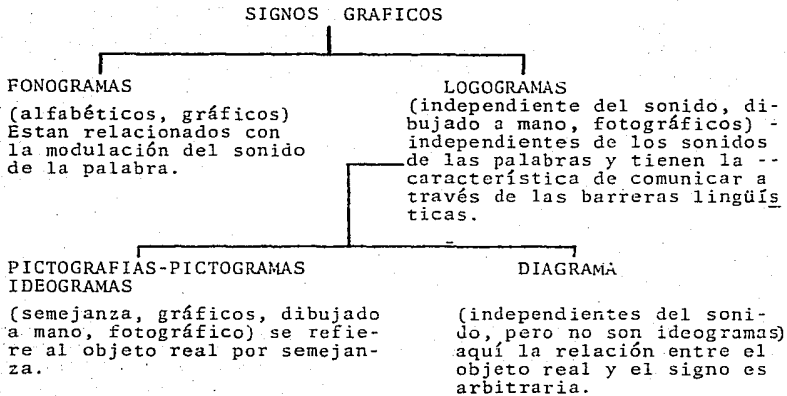 SIGNOS GRAFICOS
FONOGRAMAS
(alfabéticos, gráficos)
Estan relacionados con
la modulación del sonido
de la palabra.
LOGOGRAMAS
(independiente del sonido, di-
bujado a mano, fotográficos) -
independientes de los sonidos
de las palabras y tienen la --
característica de comunicar a
través de las barreras lingüís
ticas.
PICTOGRAFIAS-PICTOGRAMAS
IDEOGRAMAS
(semejanza, gráficos, dibujado
a mano, fotográfico) se refie-
re al objeto real por semejan-
za.
DIAGRAMA
(independientes del soni-
do, pero no son ideogramas)
aquí la relación entre el
objeto real y el signo es
arbitraria.